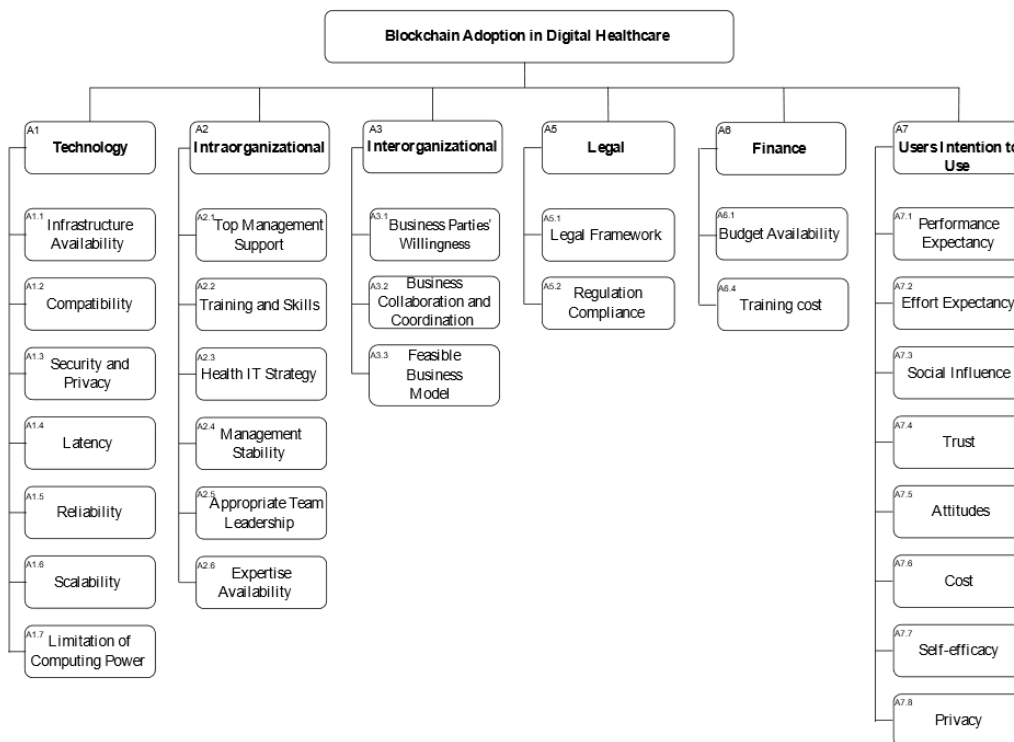 Blockchain Adoption in Digital Healthcare
A1
Technology
A1.1
Infrastructure
Availability
A1.2
Compatibility
A1.3
Security and
Privacy
A1.4
Latency
A1.5
Reliability
A1.6
Scalability
A1.7
Limitation of
Computing Power
A2
Intraorganizational
A2.1
Top Management
Support
A2.2
Training and Skills
A2.3
Health IT Strategy
A2.4
Management
Stability
A2.5
Appropriate Team
Leadership
A2.6
Expertise
Availability
A3
Interorganizational
A3.1
Business Parties'
Willingness
A3.2
Business
Collaboration and
Coordination
A3.3
Feasible
Business
Model
A5
Legal
A5.1
Legal Framework
A5.2
Regulation
Compliance
A6
Finance
A6.1
Budget Availability
A6.4
Training cost
A7
Users Intention to
Use
A7.1
Performance
Expectancy
A7.2
Effort Expectancy
A7.3
Social Influence
A7.4
Trust
A7.5
Attitudes
A7.6
Cost
A7.7
Self-efficacy
A7.8
Privacy